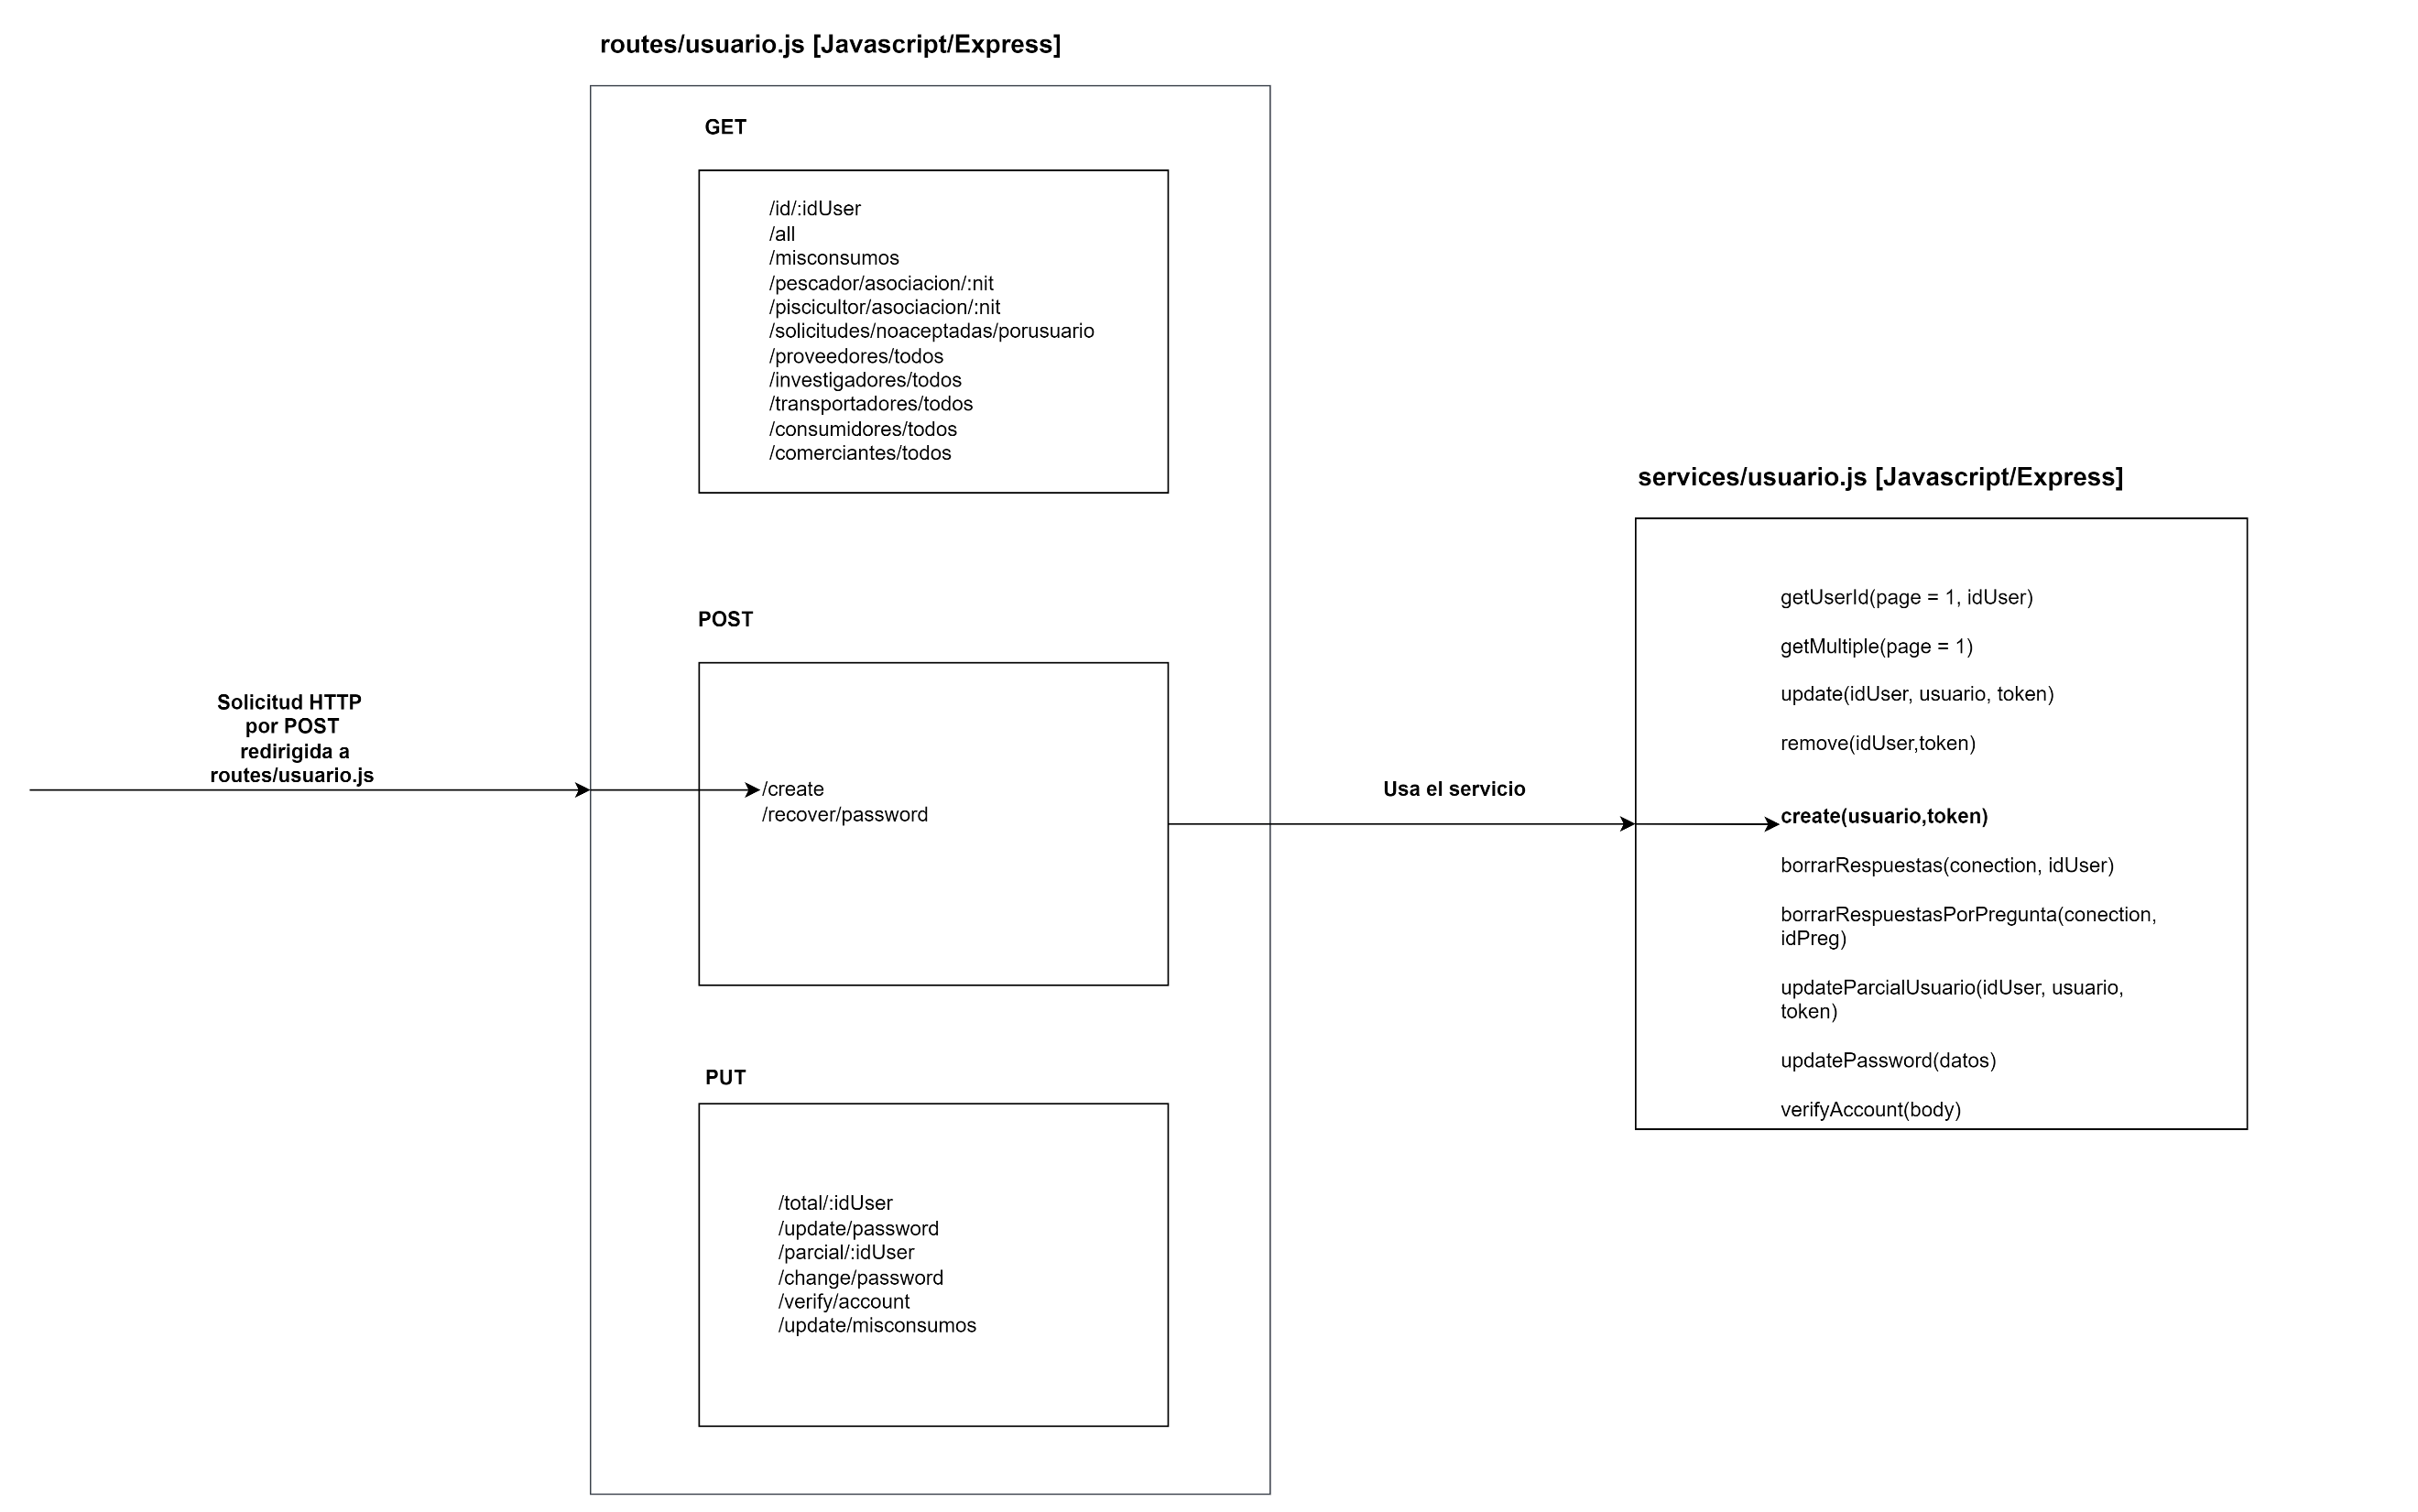 routes/usuario.js [Javascript/Express]
GET
/id/:idUser
/all
/misconsumos
/pescador/asociacion/:nit
/piscicultor/asociacion/:nit
/solicitudes/noaceptadas/porusuario
/proveedores/todos
/investigadores/todos
/transportadores/todos
/consumidores/todos
/comerciantes/todos
POST
Solicitud HTTP
por POST
redirigida a
routes/usuario.js
/create
/recover/password
PUT
/total/:idUser
/update/password
/parcial/:idUser
/change/password
/verify/account
/update/misconsumos
Usa el servicio
services/usuario.js [Javascript/Express]
getUserId(page = 1, idUser)
getMultiple(page = 1)
update(idUser, usuario, token)
remove(idUser,token)
create(usuario,token)
borrarRespuestas(conection, idUser)
borrarRespuestasPorPregunta(conection,
idPreg)
updateParcialUsuario(idUser, usuario,
token)
updatePassword(datos)
verifyAccount(body)